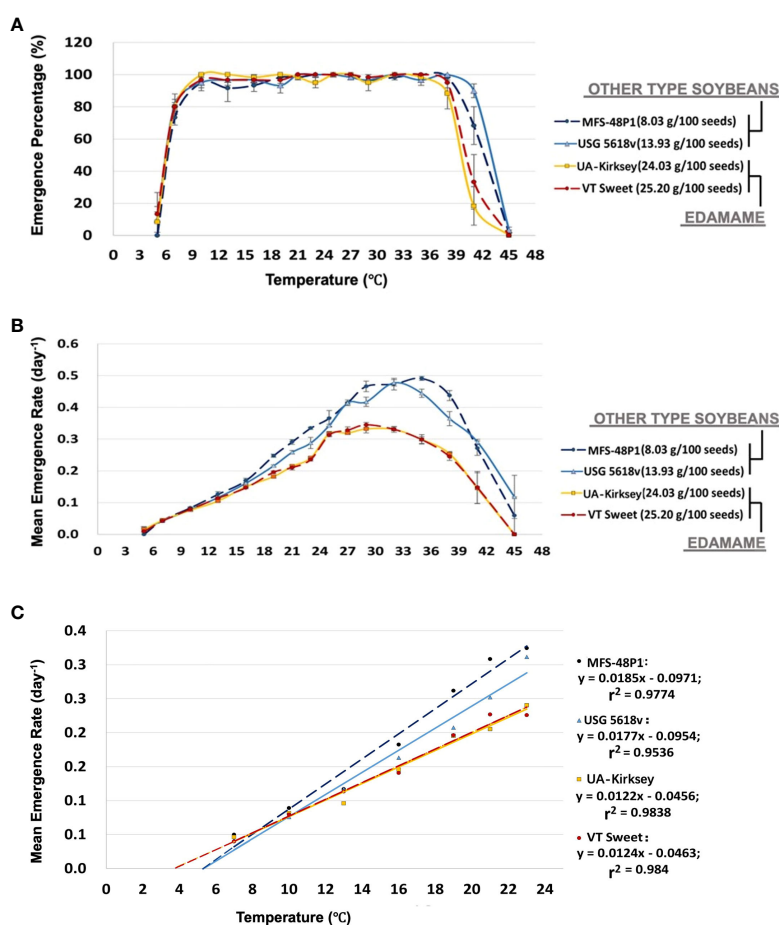 A
Emergence Percentage (%)
120
100
80
60
40
20
0
0 3 6 9 12 15 18 21 24 27 30 33 36 39 42 45 48
Temperature (℃)
OTHER TYPE SOYBEANS
MFS-48P1(8.03 g/100 seeds)
USG 5618v(13.93 g/100 seeds)
UA-Kirksey(24.03 g/100 seeds)
VT Sweet (25.20 g/100 seeds)
EDAMAME
B
Mean Emergence Rate (day-1)
0.6
0.5
0.4
0.3
0.2
0.1
0.0
0 3 6 9 12 15 18 21 24 27 30 33 36 39 42 45 48
OTHER TYPE SOYBEANS
MFS-48P1(8.03 g/100 seeds)
USG 5618v(13.93 g/100 seeds)
UA-Kirksey(24.03 g/100 seeds)
VT Sweet (25.20 g/100 seeds)
EDAMAME
C
Mean Emergence Rate (day-1)
0.4
0.3
0.3
0.2
0.2
0.1
0.1
0.0
0 2 4 6 8 10 12 14 16 18 20 22 24
Temperature (℃)
MFS-48P1:
y = 0.0185x - 0.0971;
r2 = 0.9774
USG 5618v :
y = 0.0177x - 0.0954;
r2 = 0.9536
UA-Kirksey
y = 0.0122x - 0.0456;
r2 = 0.9838
VT Sweet :
y = 0.0124x - 0.0463;
r2 = 0.984